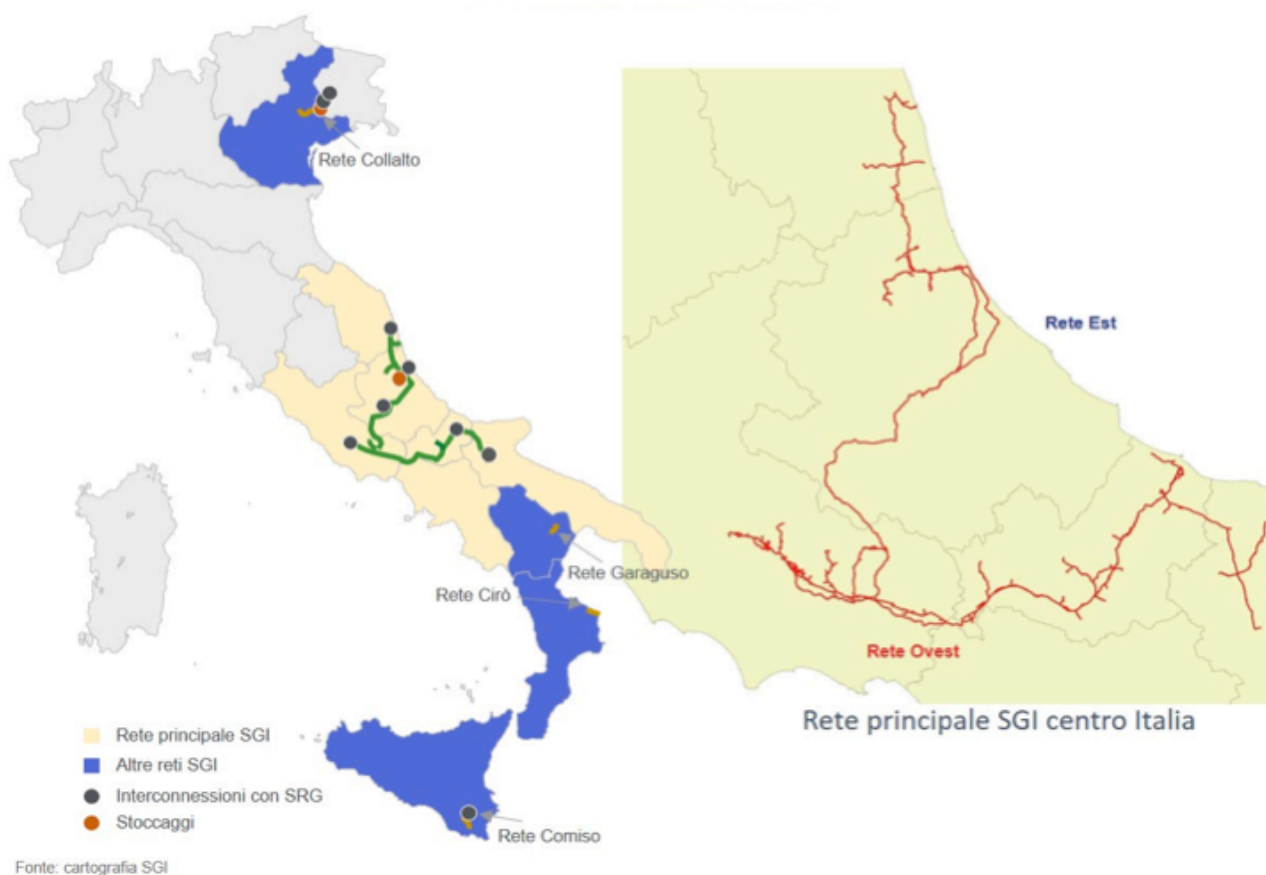 Rete Collalto
Rete Est
Rete Garaguso
Rete Cirò
Rete Ovest
Rete principale SGI centro Italia
Rete principale SGI
Altre reti SGI
Interconnessioni con SRG
Stoccaggi
Rete Comiso
Fonte: cartografia SGI